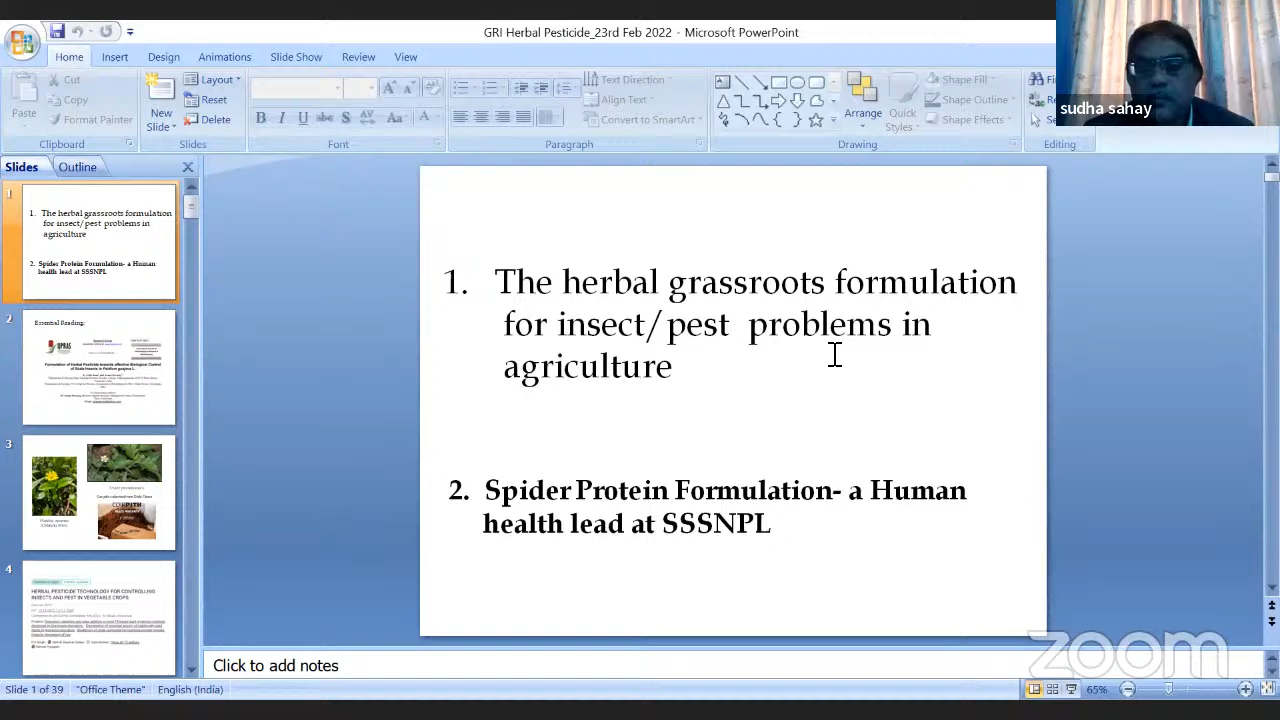 GRI Herbal Pesticide_23rd Feb 2022 - Microsoft PowerPoint
Home Insert Design Animations Slide Show Review View
Paste
Cut
Copy
Format Painter
Clipboard
New
Slide
Layout
Reset
Delete
Slides
Font
Text Direction
Align Text
Convert to SmartArt
Paragraph
Arrange
Quick
Styles
Shape Fill
Shape Outline
Shape Effects
Drawing
Editing
sudha sahay
Slides Outline
1
1. The herbal grassroots formulation
for insect/pest problems in
agriculture
2. Spider Protein Formulation- a Human
health lead at SSSNPL
2
Essential Reading:
3
4
HERBAL PESTICIDE TECHNOLOGY FOR CONTROLLING
INSECTS AND PEST IN VEGETABLE CROPS
1. The herbal grassroots formulation
for insect/pest problems in
agriculture
2. Spider Protein Formulation- a Human
health lead at SSSNPL
zoom
Click to add notes
Slide 1 of 39 "Office Theme" English (India) 65%